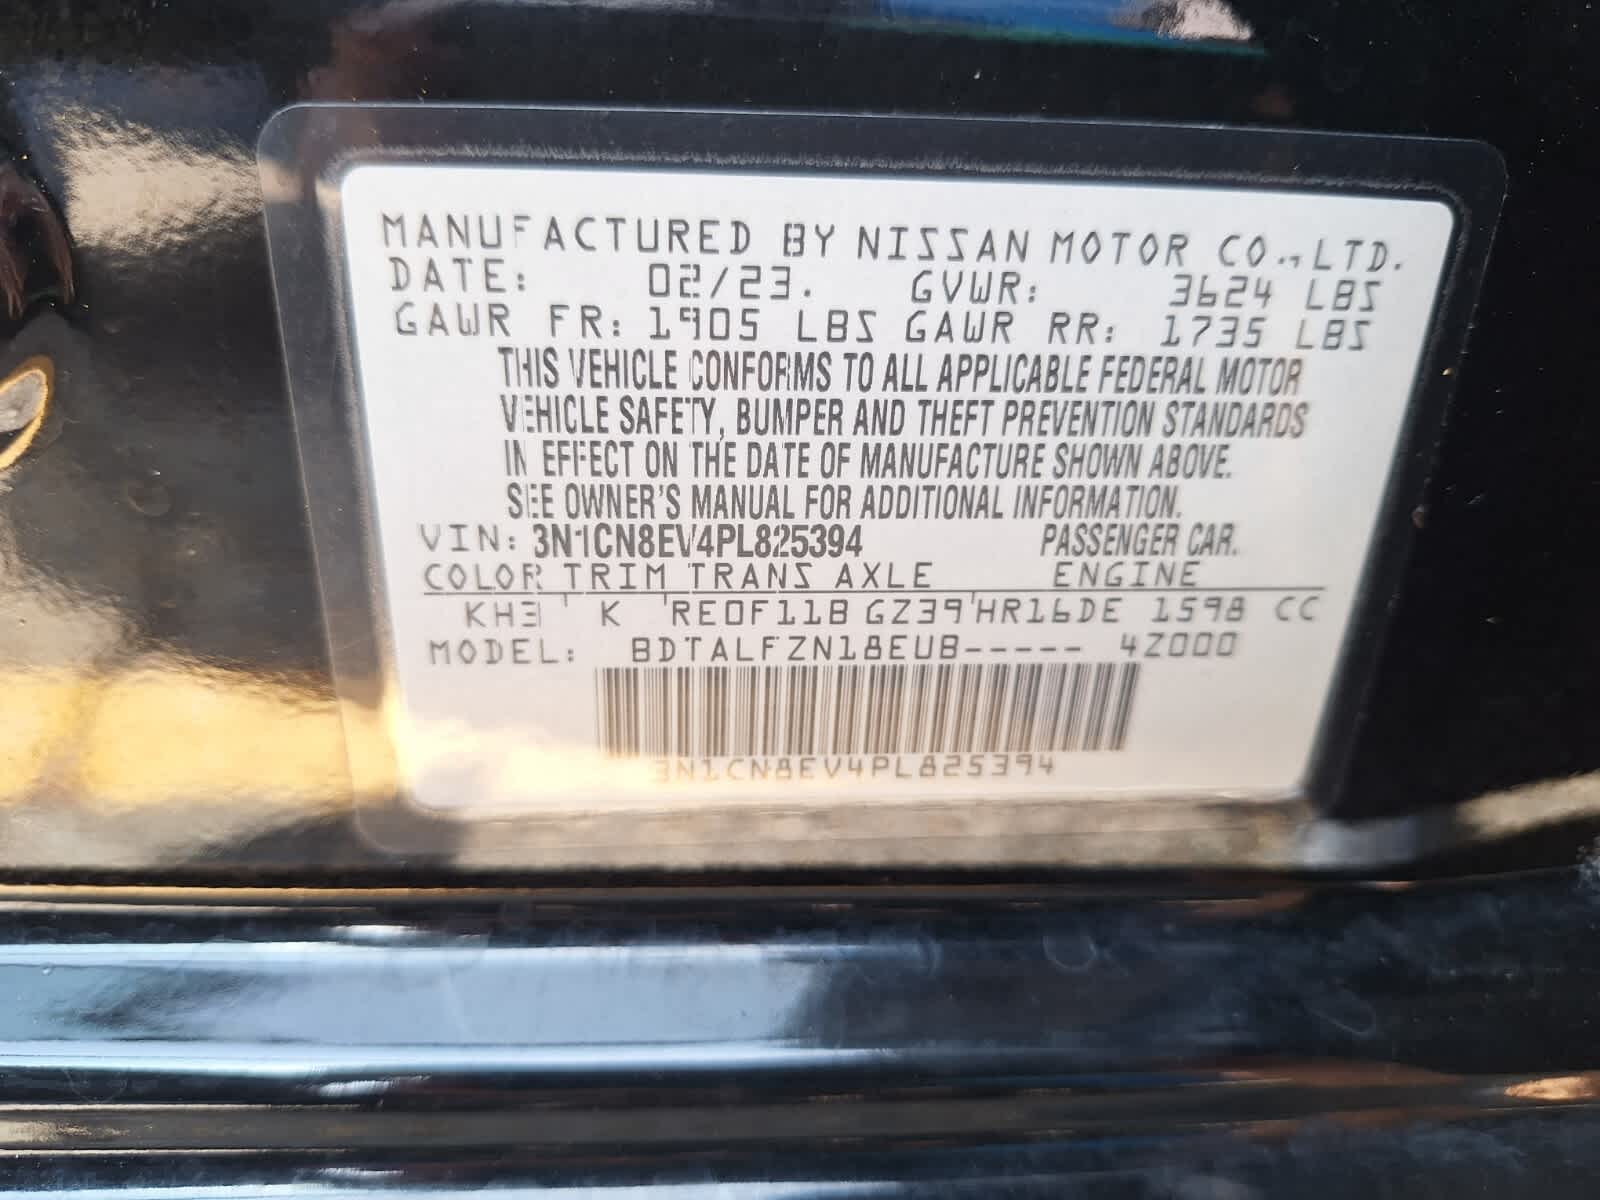 MANUFACTURED BY NISSAN MOTOR CO., LTD.
DATE: 02/23. GVWR: 3624 LBS
GAWR FR: 1905 LBS GAWR RR: 1735 LBS
THIS VEHICLE CONFORMS TO ALL APPLICABLE FEDERAL MOTOR
VEHICLE SAFETY, BUMPER AND THEFT PREVENTION STANDARDS
IN EFFECT ON THE DATE OF MANUFACTURE SHOWN ABOVE.
SEE OWNER'S MANUAL FOR ADDITIONAL INFORMATION.
VIN: 3N1CN8EV4PL825394 PASSENGER CAR.
COLOR TRIM TRANS AXLE ENGINE
KH3 ' K 'RE0F11B GZ39'HR16DE 1598 CC
MODEL: BDTALFZN18EUB----- 4Z000
3N1CN8EV4PL825394